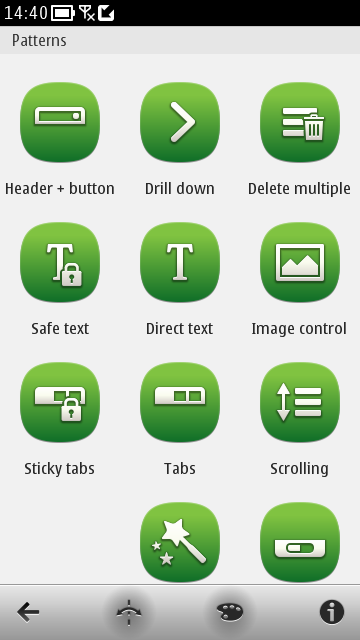 14:40
Patterns
Header + button
Drill down
Delete multiple
Safe text
Direct text
Image control
Sticky tabs
Tabs
Scrolling